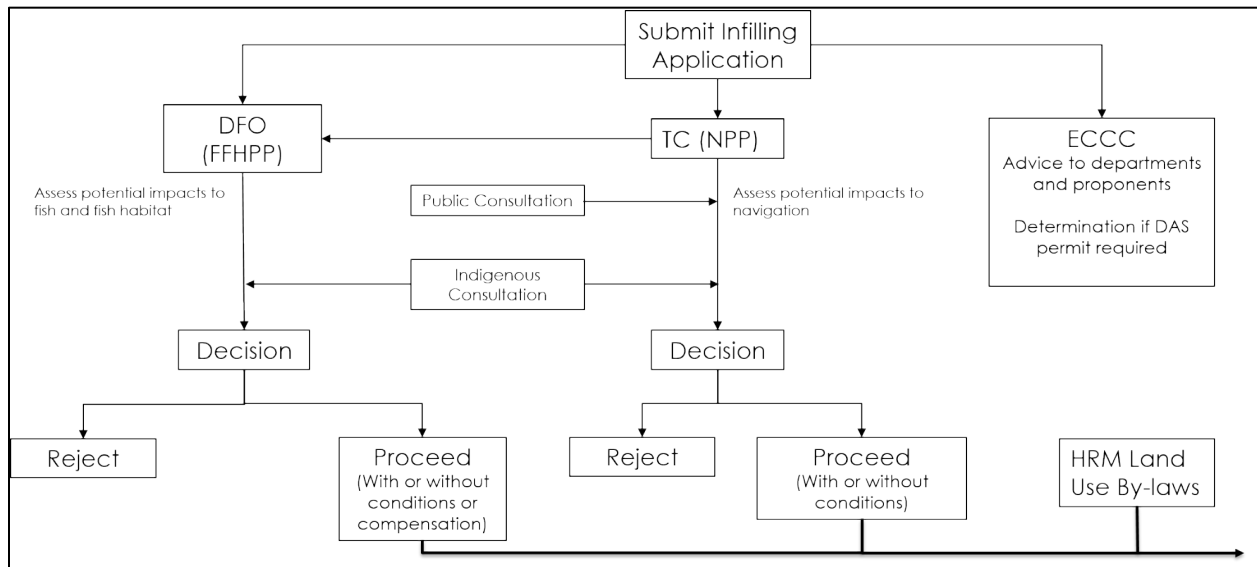 Submit Infilling
Application
DFO
(FFHPP)
TC (NPP)
ECCC
Advice to departments
and proponents
Determination if DAS
permit required
Assess potential impacts to
fish and fish habitat
Public Consultation
Assess potential impacts to
navigation
Indigenous
Consultation
Decision
Decision
Reject
Proceed
(With or without
conditions or
compensation)
Reject
Proceed
(With or without
conditions)
HRM Land
Use By-laws